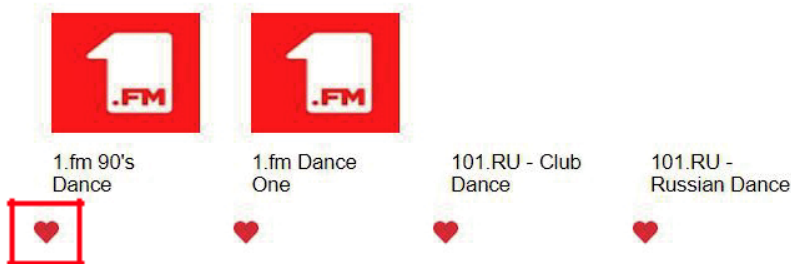 .FM
.FM
1.fm 90's
Dance
1.fm Dance
One
101.RU - Club
Dance
101.RU -
Russian Dance